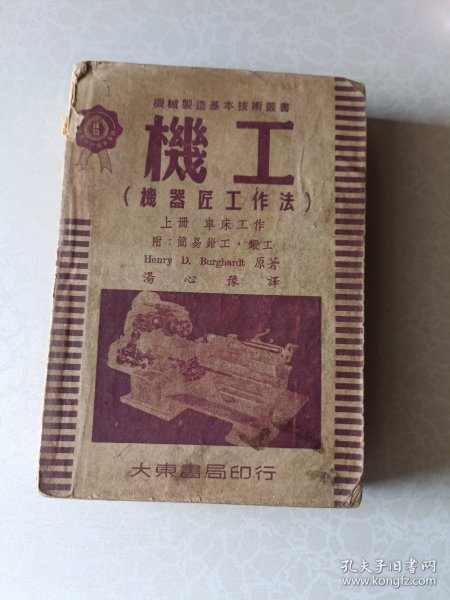 機械製造基本技術叢書
機工
(機器匠工作法)
上冊 車床工作
附:簡易鉗工·鍛工
Henry D. Burghardt 原著
湯心豫譯
大東書局印行
孔夫子旧书网
www.kongfz.com